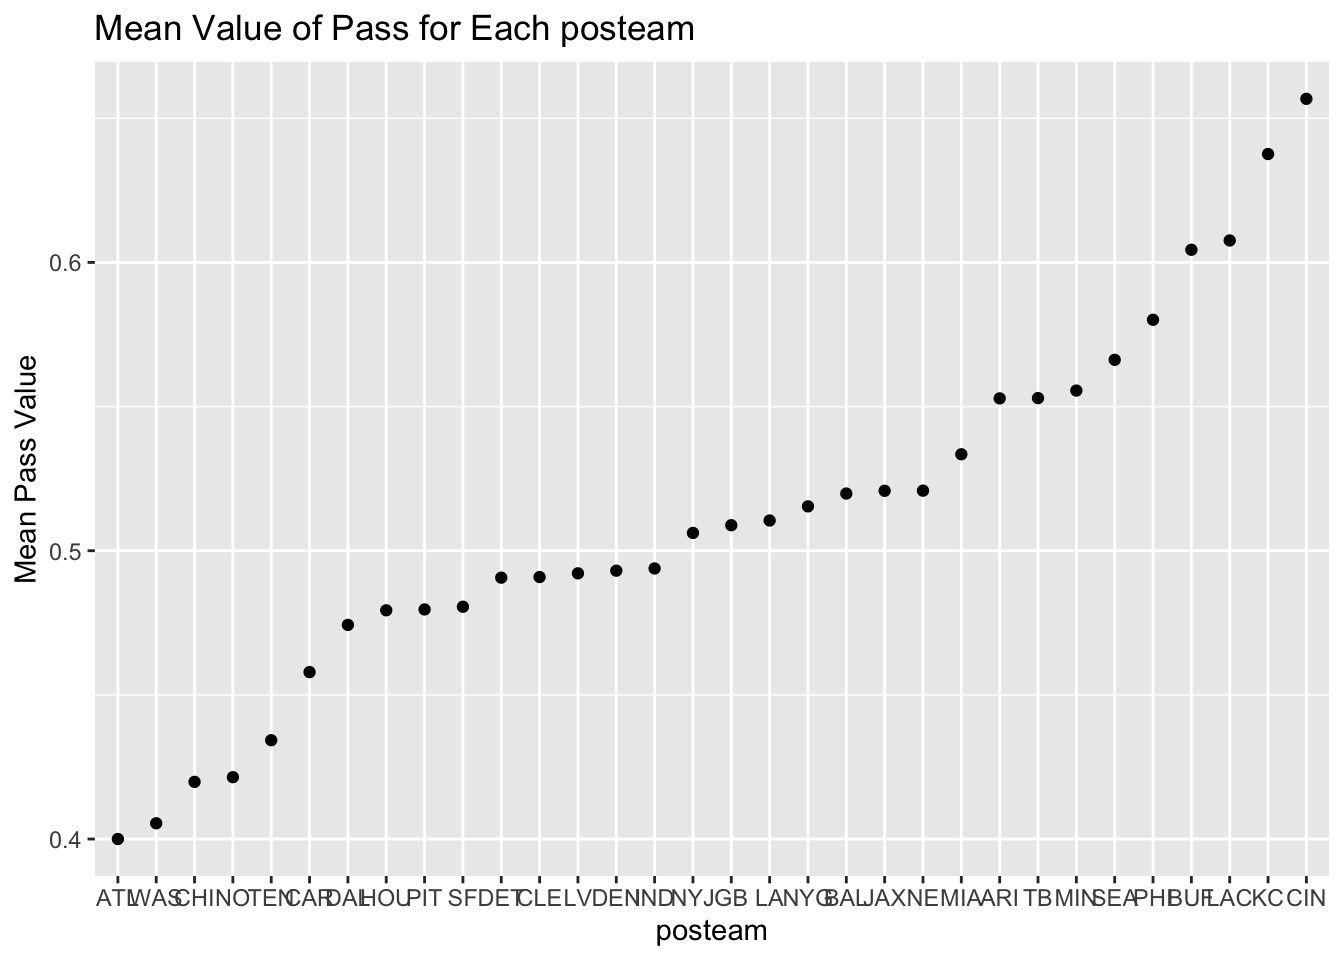 Mean Value of Pass for Each posteam
Mean Pass Value
0.6
0.5
0.4
ATL WAS CHI NO TEN CAR DAL HOU PIT SF DET CLE LV DEN IND NYJ GB LA NYG BAL JAX NE MIA ARI TB MIN SEA PHI BUF LAC KC CIN
posteam